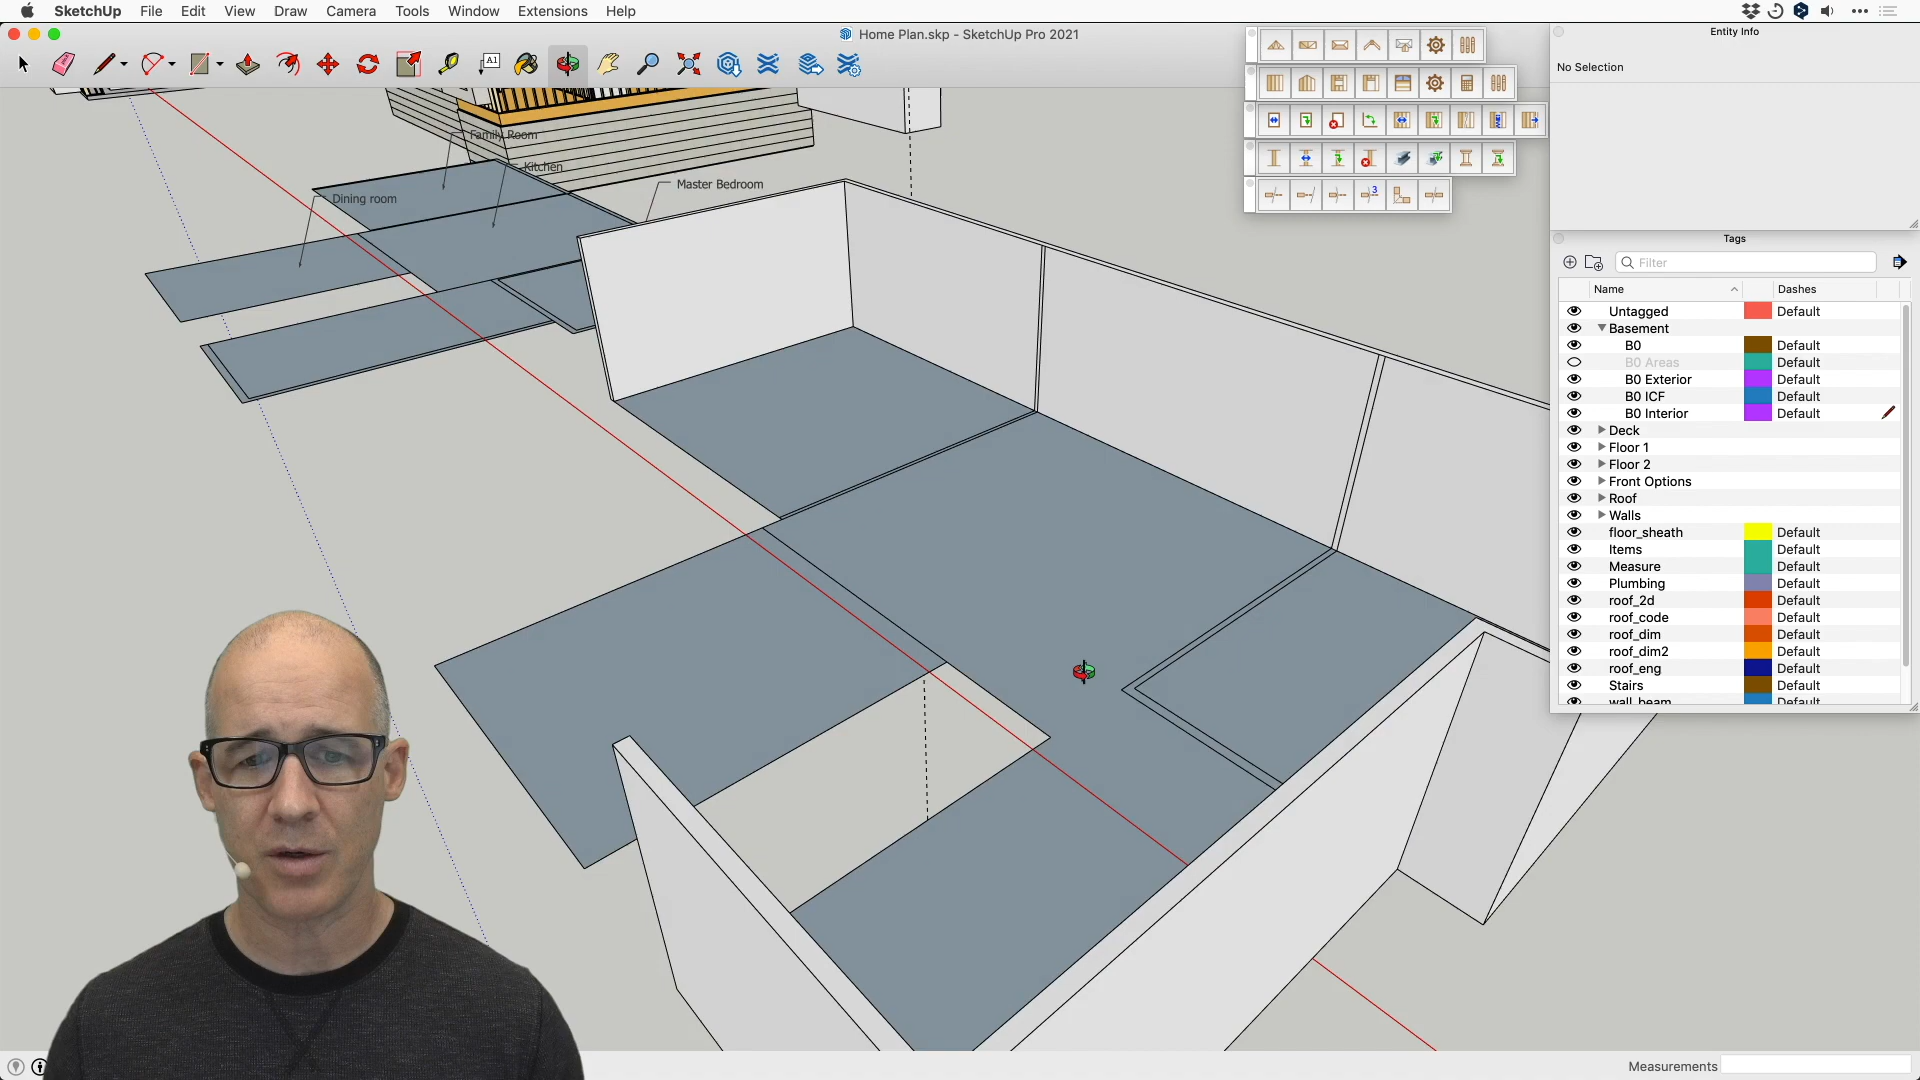 SketchUp File Edit View Draw Camera Tools Window Extensions Help
Home Plan.skp - SketchUp Pro 2021
A1
3
Entity Info
No Selection
Tags
Filter
Name Dashes
Untagged Default
Basement
B0 Default
B0 Areas Default
B0 Exterior Default
B0 ICF Default
B0 Interior Default
Deck
Floor 1
Floor 2
Front Options
Roof
Walls
floor_sheath Default
Items Default
Measure Default
Plumbing Default
roof_2d Default
roof_code Default
roof_dim Default
roof_dim2 Default
roof_eng Default
Stairs Default
wall_beam Default
Family Room
Kitchen
Master Bedroom
Dining room
Measurements